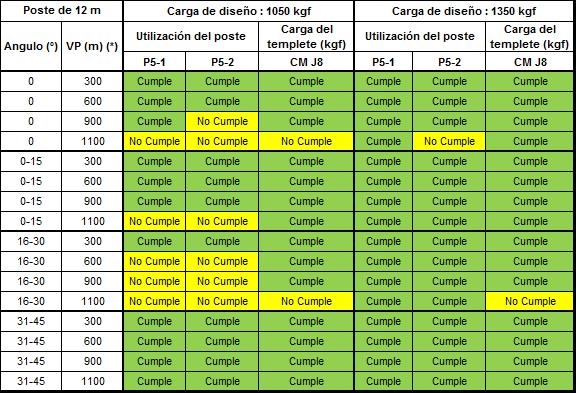 Poste de 12 m Carga de diseño : 1050 kgf Carga de diseño : 1350 kgf
Angulo (°) VP (m) (*) Utilización del poste Carga del templete (kgf) Utilización del poste Carga del templete (kgf)
P5-1 P5-2 CM J8 P5-1 P5-2 CM J8
0 300 Cumple Cumple Cumple Cumple Cumple Cumple
0 600 Cumple Cumple Cumple Cumple Cumple Cumple
0 900 Cumple No Cumple Cumple Cumple Cumple Cumple
0 1100 No Cumple No Cumple No Cumple Cumple No Cumple Cumple
0-15 300 Cumple Cumple Cumple Cumple Cumple Cumple
0-15 600 Cumple Cumple Cumple Cumple Cumple Cumple
0-15 900 Cumple Cumple Cumple Cumple Cumple Cumple
0-15 1100 No Cumple No Cumple Cumple Cumple Cumple Cumple
16-30 300 Cumple Cumple Cumple Cumple Cumple Cumple
16-30 600 No Cumple No Cumple Cumple Cumple Cumple Cumple
16-30 900 No Cumple No Cumple Cumple Cumple Cumple Cumple
16-30 1100 No Cumple No Cumple No Cumple Cumple Cumple No Cumple
31-45 300 Cumple Cumple Cumple Cumple Cumple Cumple
31-45 600 Cumple Cumple Cumple Cumple Cumple Cumple
31-45 900 Cumple Cumple Cumple Cumple Cumple Cumple
31-45 1100 Cumple Cumple Cumple Cumple Cumple Cumple